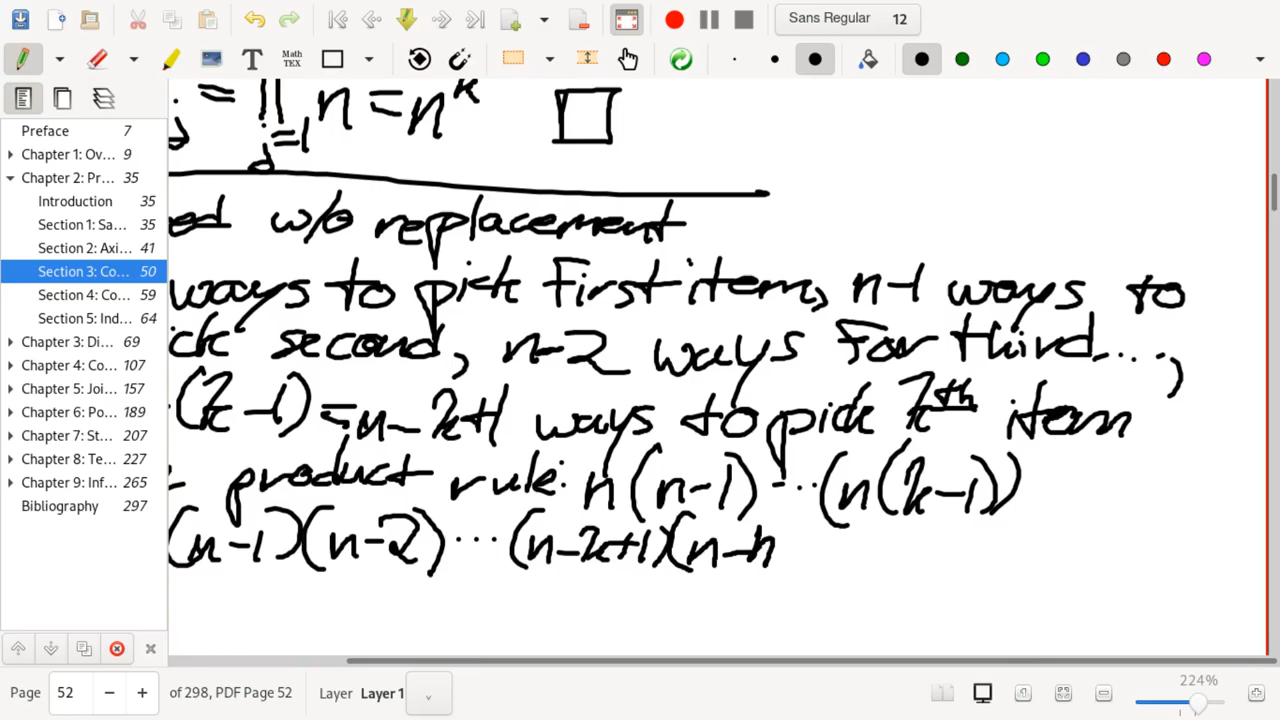 Sans Regular 12
T Math TEX
Preface 7
Chapter 1: Ov... 9
Chapter 2: Pr... 35
Introduction 35
Section 1: Sa... 35
Section 2: Axi... 41
Section 3: Co... 50
Section 4: Co... 59
Section 5: Ind... 64
Chapter 3: Di... 69
Chapter 4: Co... 107
Chapter 5: Joi... 157
Chapter 6: Po... 189
Chapter 7: St... 207
Chapter 8: Te... 227
Chapter 9: Inf... 265
Bibliography 297
j = ∏ n = n^k □
j=1
ed w/o replacement
ways to pick first item, n-1 ways to
ick second, n-2 ways for third...,
(k-1) = n-k+1 ways to pick k^th item
product rule: n(n-1)...(n(k-1))
(n-1)(n-2)...(n-k+1)(n-n
Page 52 of 298, PDF Page 52 Layer Layer 1 224%